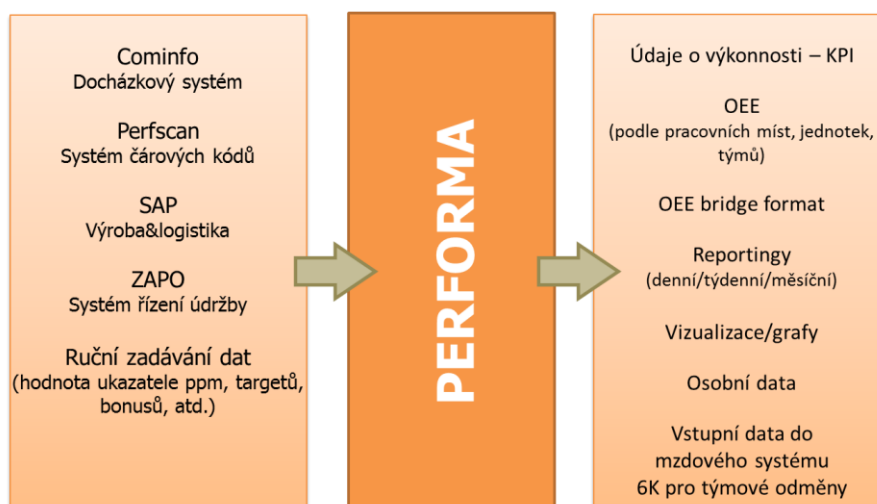 Cominfo
Docházkový systém
Perfscan
Systém čárových kódů
SAP
Výroba&logistika
ZAPO
Systém řízení údržby
Ruční zadávání dat
(hodnota ukazatele ppm, targetů,
bonusů, atd.)
PERFORMA
Údaje o výkonnosti – KPI
OEE
(podle pracovních míst, jednotek,
týmů)
OEE bridge format
Reportingy
(denní/týdenní/měsíční)
Vizualizace/grafy
Osobní data
Vstupní data do
mzdového systému
6K pro týmové odměny